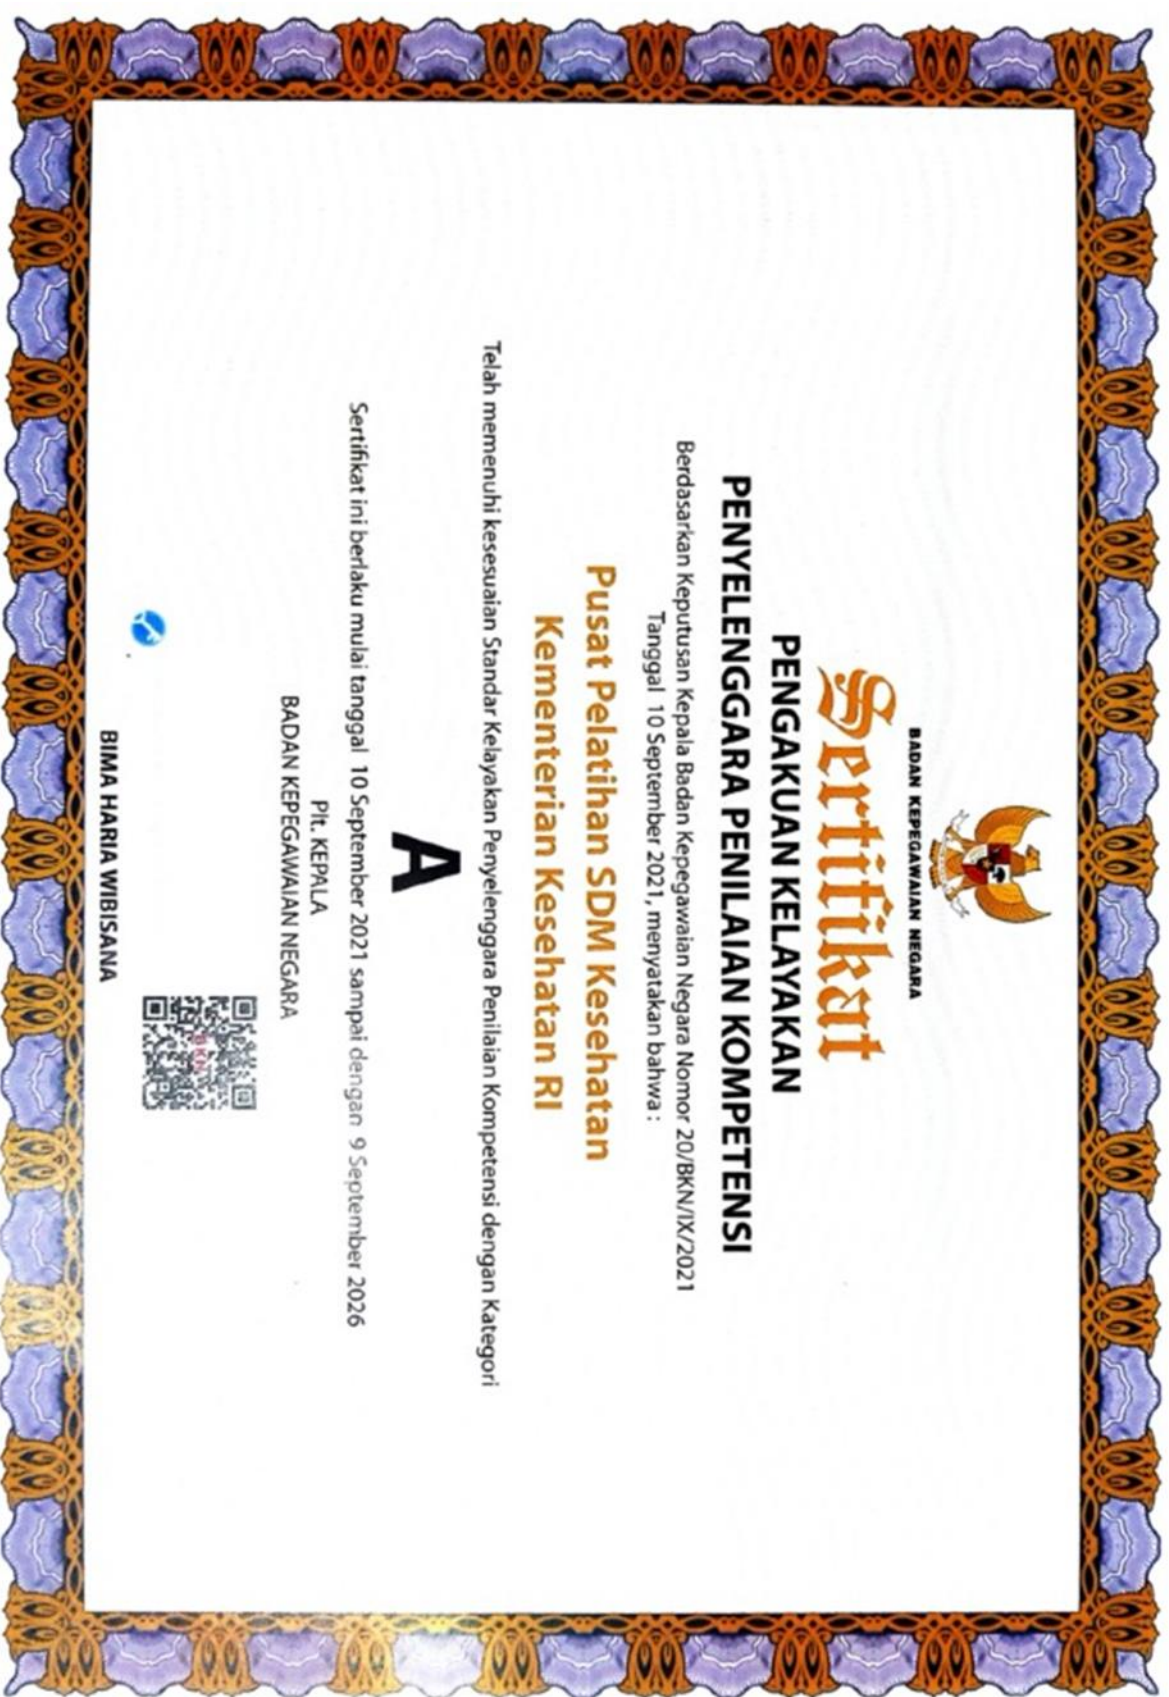 BADAN KEPEGAWAIAN NEGARA
Sertifikat
PENGAKUAN KELAYAKAN
PENYELENGGARA PENILAIAN KOMPETENSI
Berdasarkan Keputusan Kepala Badan Kepegawaian Negara Nomor 20/BKN/IX/2021
Tanggal 10 September 2021, menyatakan bahwa :
Pusat Pelatihan SDM Kesehatan
Kementerian Kesehatan RI
Telah memenuhi kesesuaian Standar Kelayakan Penyelenggara Penilaian Kompetensi dengan Kategori
A
Sertifikat ini berlaku mulai tanggal 10 September 2021 sampai dengan 9 September 2026
Plt. KEPALA
BADAN KEPEGAWAIAN NEGARA
BKN
BIMA HARIA WIBISANA